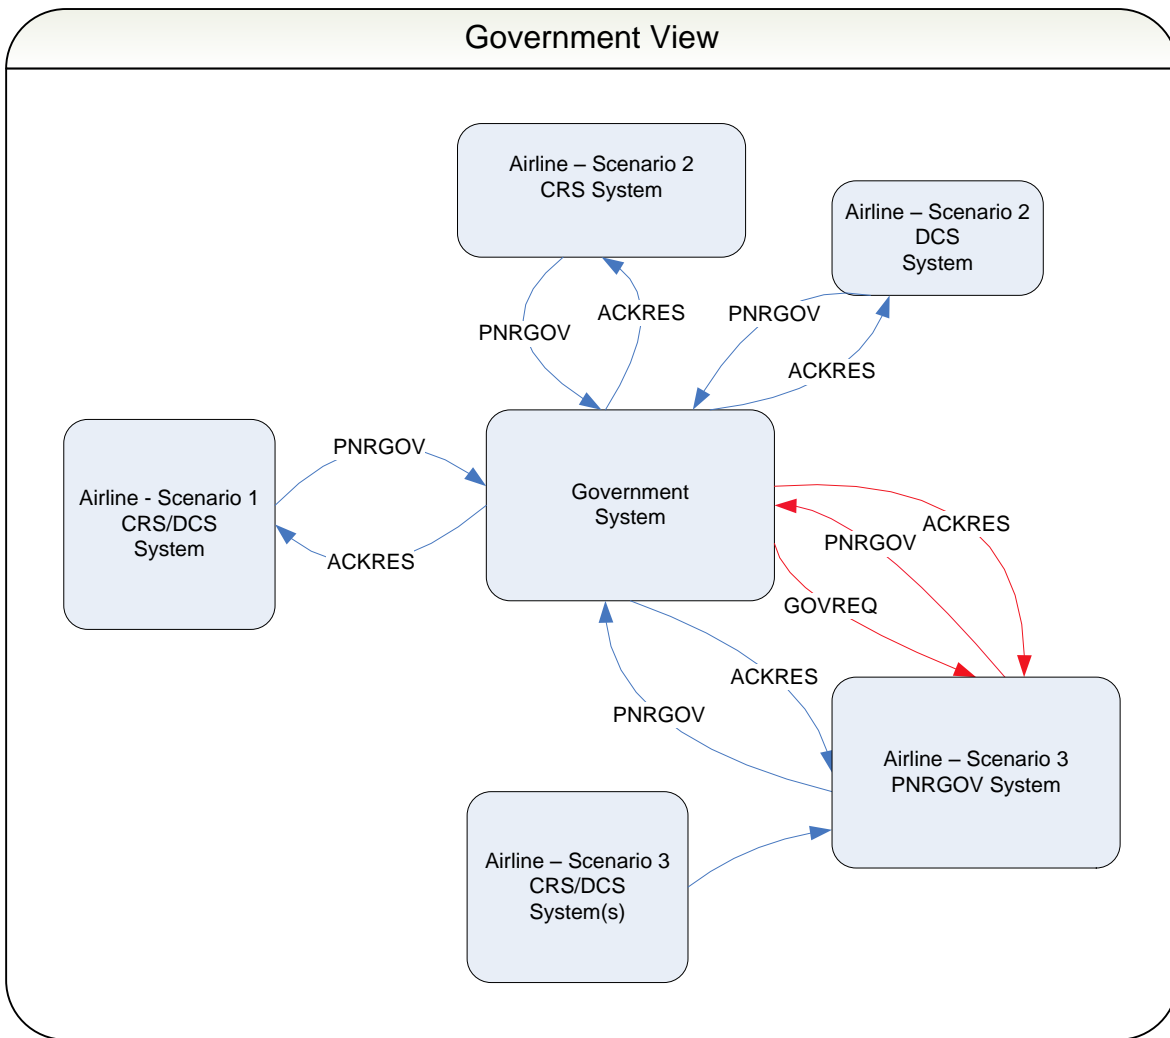 Government View
Airline – Scenario 2
CRS System
Airline – Scenario 2
DCS
System
PNRGOV
ACKRES
PNRGOV
ACKRES
Airline - Scenario 1
CRS/DCS
System
PNRGOV
ACKRES
Government
System
ACKRES
PNRGOV
GOVREQ
ACKRES
PNRGOV
Airline – Scenario 3
PNRGOV System
Airline – Scenario 3
CRS/DCS
System(s)